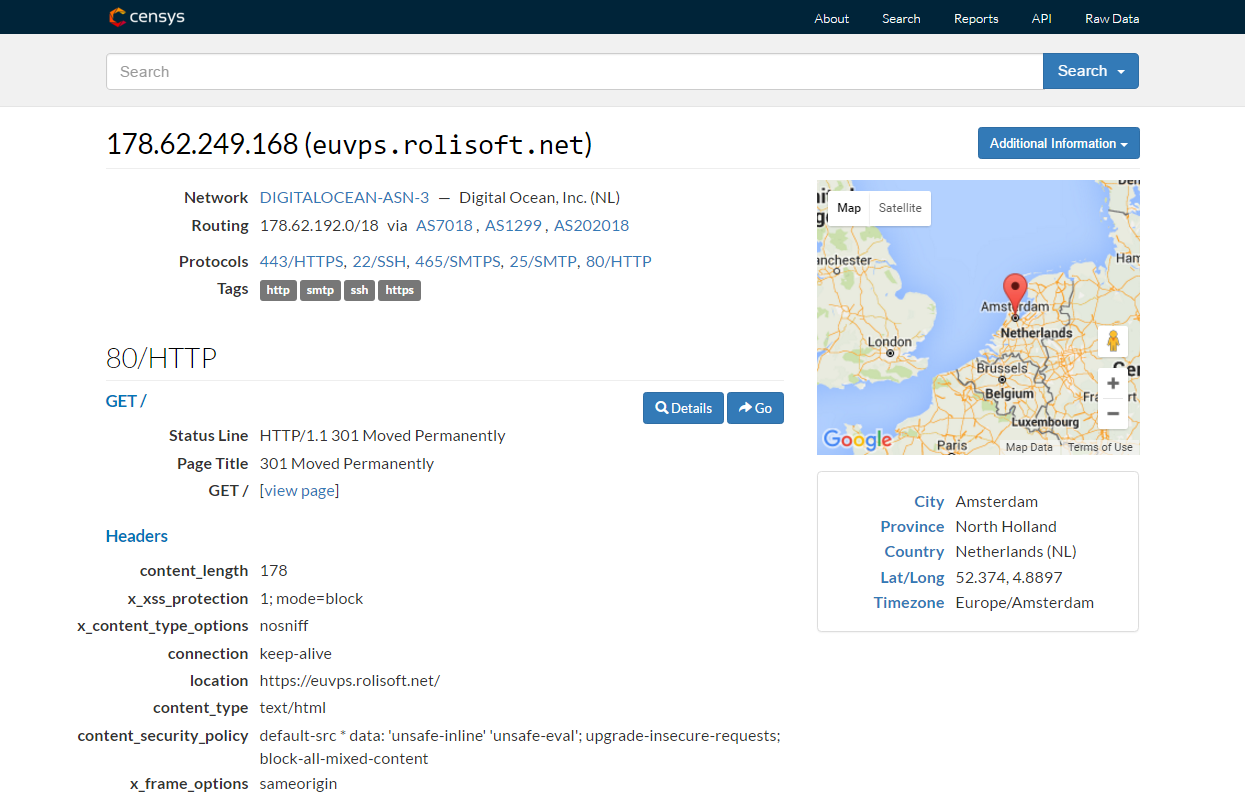 censys
About Search Reports API Raw Data
Search
Search
178.62.249.168 (euvps.rolisoft.net)
Additional Information
Network DIGITALOCEAN-ASN-3 — Digital Ocean, Inc. (NL)
Routing 178.62.192.0/18 via AS7018 , AS1299 , AS202018
Protocols 443/HTTPS, 22/SSH, 465/SMTPS, 25/SMTP, 80/HTTP
Tags http smtp ssh https
80/HTTP
GET /
Details Go
Status Line HTTP/1.1 301 Moved Permanently
Page Title 301 Moved Permanently
GET / [view page]
Headers
content_length 178
x_xss_protection 1; mode=block
x_content_type_options nosniff
connection keep-alive
location https://euvps.rolisoft.net/
content_type text/html
content_security_policy default-src * data: 'unsafe-inline' 'unsafe-eval'; upgrade-insecure-requests;
block-all-mixed-content
x_frame_options sameorigin
Map Satellite
Amsterdam
Netherlands
London
Brussels
Belgium
Luxembourg
Paris
Google
Map Data Terms of Use
City Amsterdam
Province North Holland
Country Netherlands (NL)
Lat/Long 52.374, 4.8897
Timezone Europe/Amsterdam